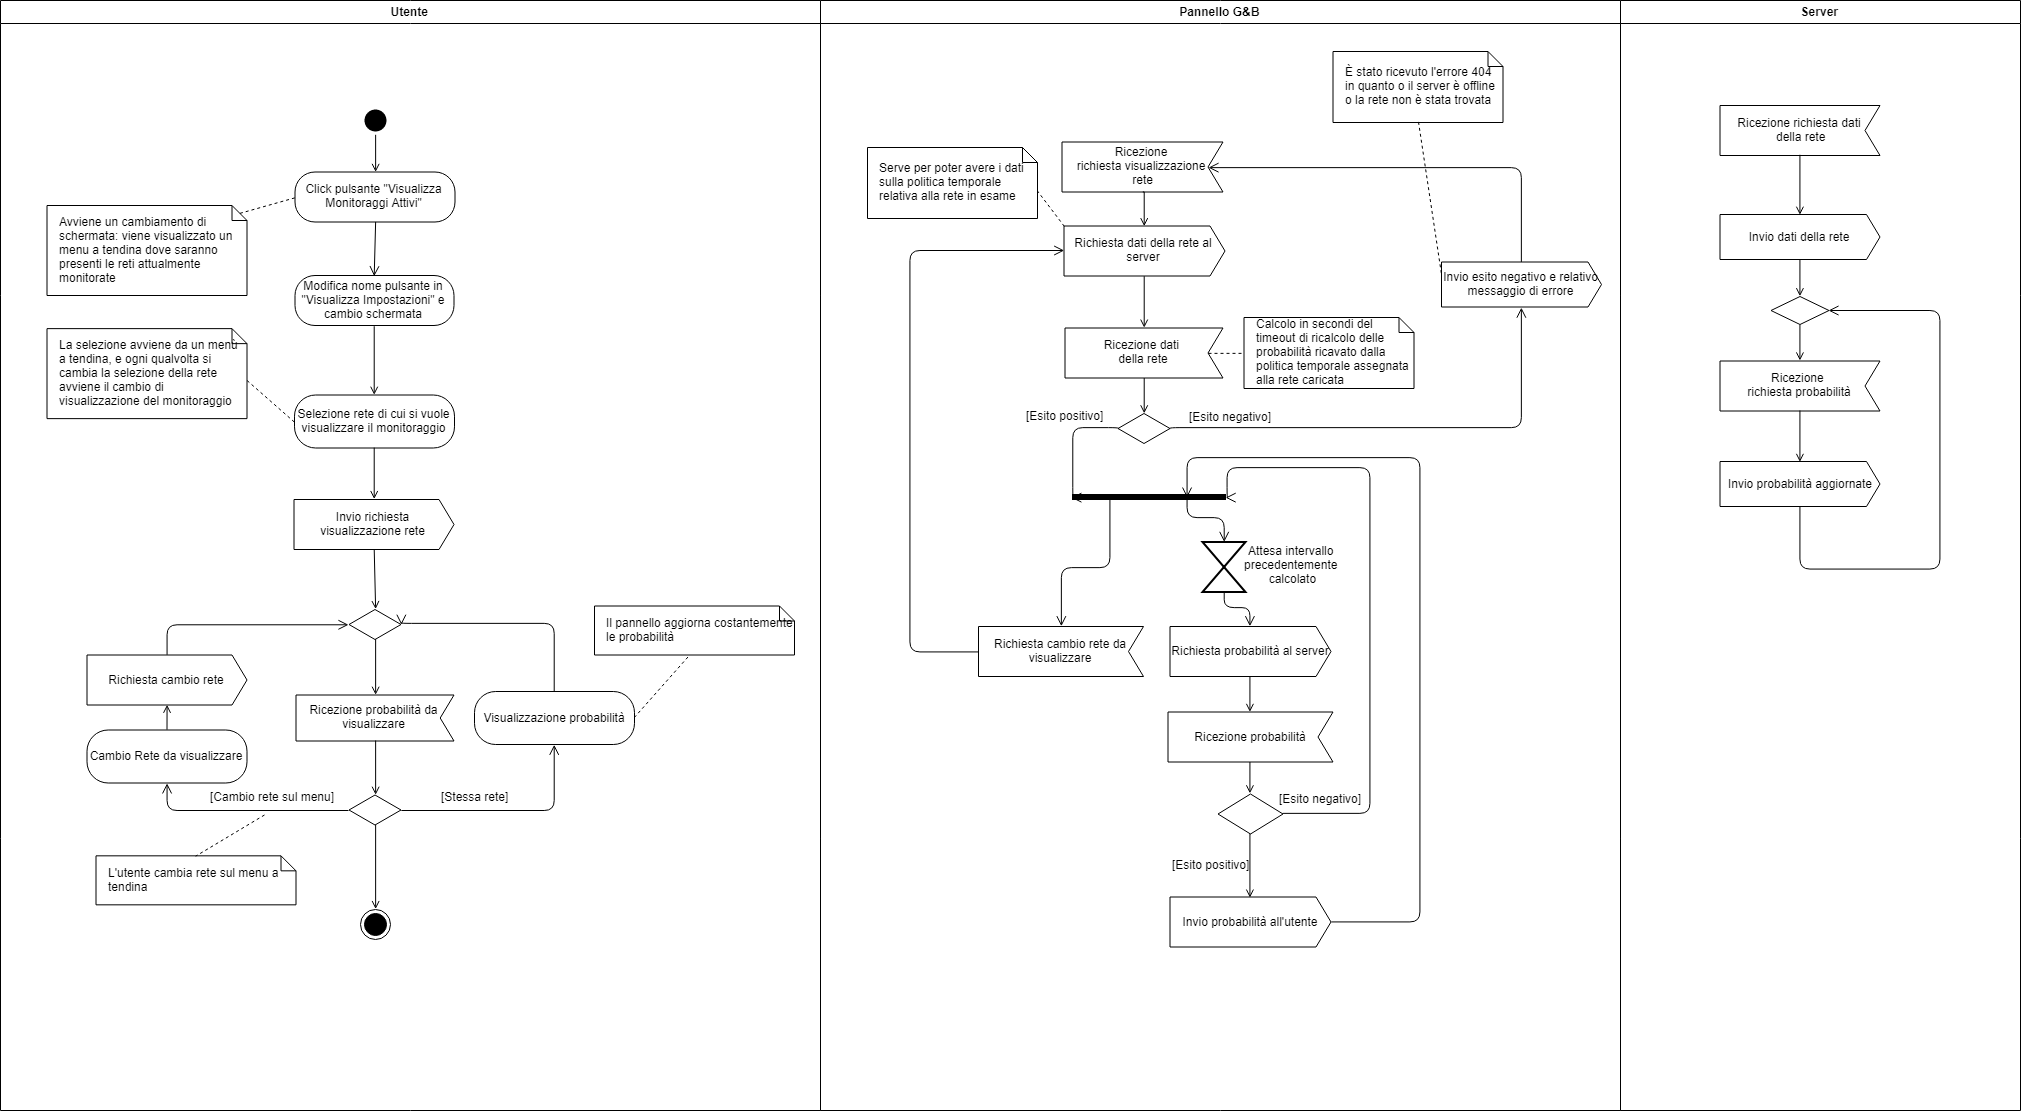 Utente
Click pulsante "Visualizza
Monitoraggi Attivi"
Avviene un cambiamento di
schermata: viene visualizzato un
menu a tendina dove saranno
presenti le reti attualmente
monitorate
Modifica nome pulsante in
"Visualizza Impostazioni" e
cambio schermata
La selezione avviene da un menu
a tendina, e ogni qualvolta si
cambia la selezione della rete
avviene il cambio di
visualizzazione del monitoraggio
Selezione rete di cui si vuole
visualizzare il monitoraggio
Invio richiesta
visualizzazione rete
Il pannello aggiorna costantemente
le probabilità
Richiesta cambio rete
Ricezione probabilità da
visualizzare
Visualizzazione probabilità
Cambio Rete da visualizzare
[Cambio rete sul menu]
[Stessa rete]
L'utente cambia rete sul menu a
tendina
Pannello G&B
È stato ricevuto l'errore 404
in quanto o il server è offline
o la rete non è stata trovata
Ricezione
richiesta visualizzazione
rete
Serve per poter avere i dati
sulla politica temporale
relativa alla rete in esame
Richiesta dati della rete al
server
Invio esito negativo e relativo
messaggio di errore
Ricezione dati
della rete
Calcolo in secondi del
timeout di ricalcolo delle
probabilità ricavato dalla
politica temporale assegnata
alla rete caricata
[Esito positivo]
[Esito negativo]
Attesa intervallo
precedentemente
calcolato
Richiesta cambio rete da
visualizzare
Richiesta probabilità al server
Ricezione probabilità
[Esito negativo]
[Esito positivo]
Invio probabilità all'utente
Server
Ricezione richiesta dati
della rete
Invio dati della rete
Ricezione
richiesta probabilità
Invio probabilità aggiornate